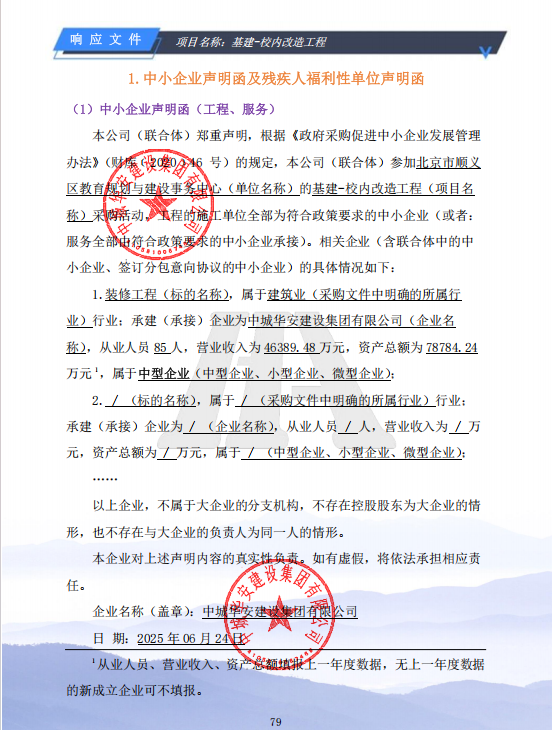 响应文件
项目名称：基建-校内改造工程
1.中小企业声明函及残疾人福利性单位声明函
（1）中小企业声明函（工程、服务）
本公司（联合体）郑重声明，根据《政府采购促进中小企业发展管理
办法》（财库﹝2020﹞46 号）的规定，本公司（联合体）参加北京市顺义
区教育规划与建设事务中心（单位名称）的基建-校内改造工程（项目名
称）采购活动，工程的施工单位全部为符合政策要求的中小企业（或者：
服务全部由符合政策要求的中小企业承接）。相关企业（含联合体中的中
小企业、签订分包意向协议的中小企业）的具体情况如下：
1.装修工程（标的名称），属于建筑业（采购文件中明确的所属行
业）行业；承建（承接）企业为中城华安建设集团有限公司（企业名
称），从业人员 85 人，营业收入为 46389.48 万元，资产总额为 78784.24
万元¹，属于中型企业（中型企业、小型企业、微型企业）；
2. / （标的名称），属于 / （采购文件中明确的所属行业）行业；
承建（承接）企业为 / （企业名称），从业人员 / 人，营业收入为 / 万
元，资产总额为 / 万元，属于 / （中型企业、小型企业、微型企业）；
……
以上企业，不属于大企业的分支机构，不存在控股股东为大企业的情
形，也不存在与大企业的负责人为同一人的情形。
本企业对上述声明内容的真实性负责。如有虚假，将依法承担相应责
任。
企业名称（盖章）：中城华安建设集团有限公司
日 期：2025 年 06 月 24 日
¹从业人员、营业收入、资产总额填报上一年度数据，无上一年度数据
的新成立企业可不填报。
79
中城华安建设集团有限公司
中城华安建设集团有限公司